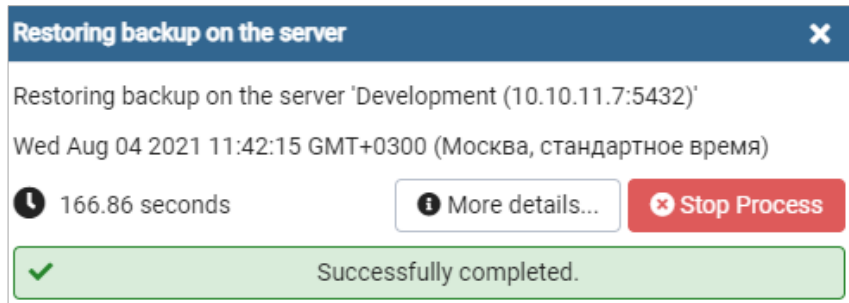 Restoring backup on the server
Restoring backup on the server 'Development (10.10.11.7:5432)'
Wed Aug 04 2021 11:42:15 GMT+0300 (Москва, стандартное время)
166.86 seconds More details... Stop Process
Successfully completed.